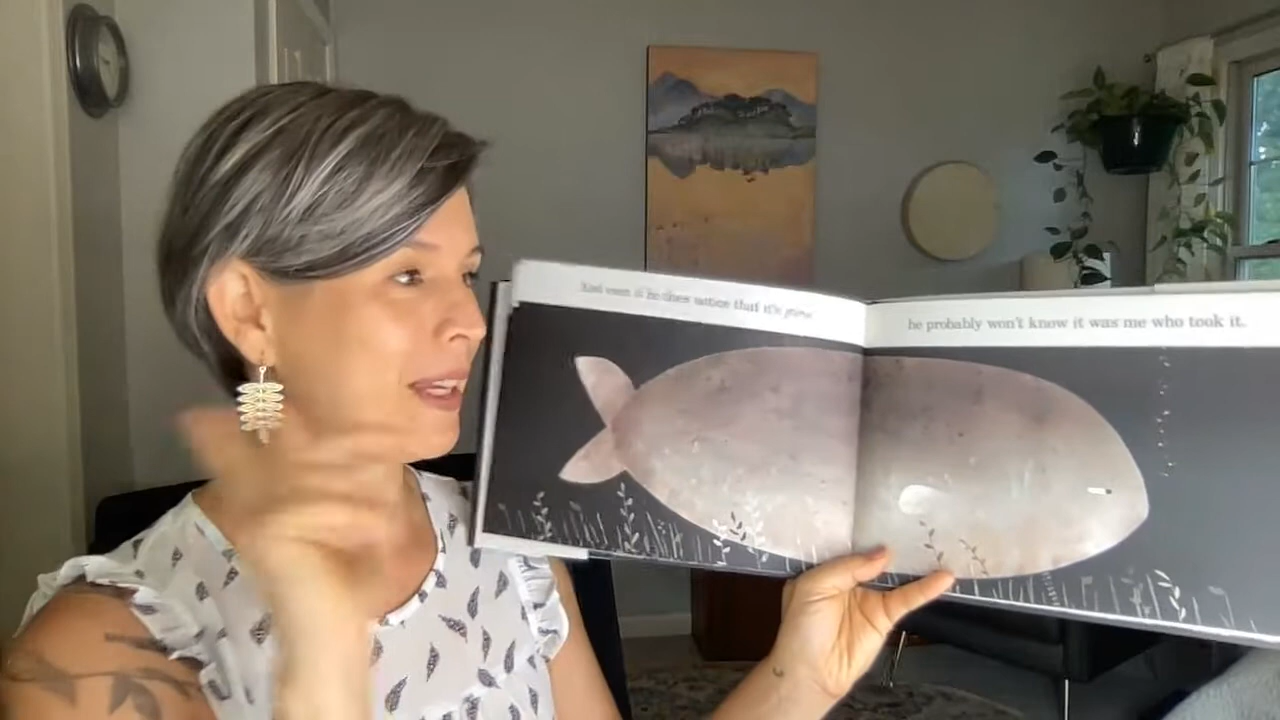 And even if he does notice that it's gone,
he probably won't know it was me who took it.